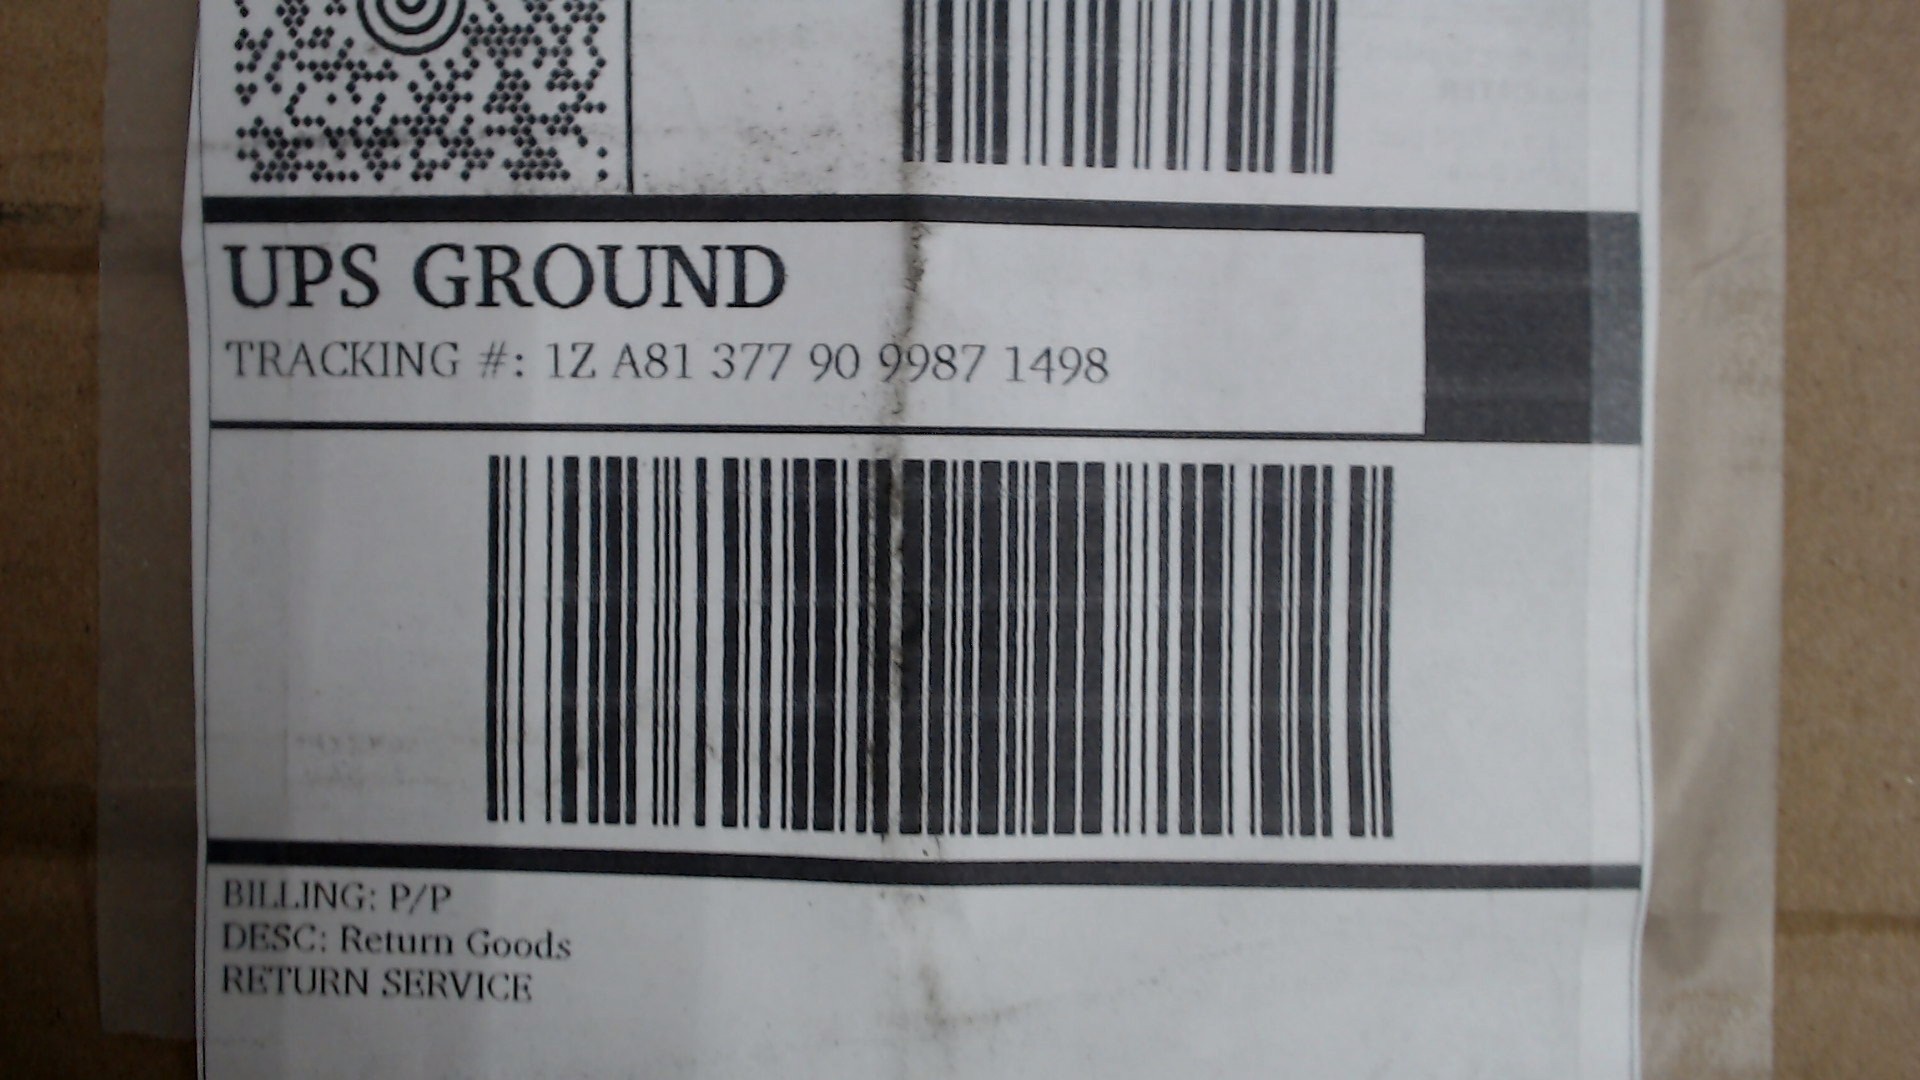 UPS GROUND
TRACKING #: 1Z A81 377 90 9987 1498
BILLING: P/P
DESC: Return Goods
RETURN SERVICE